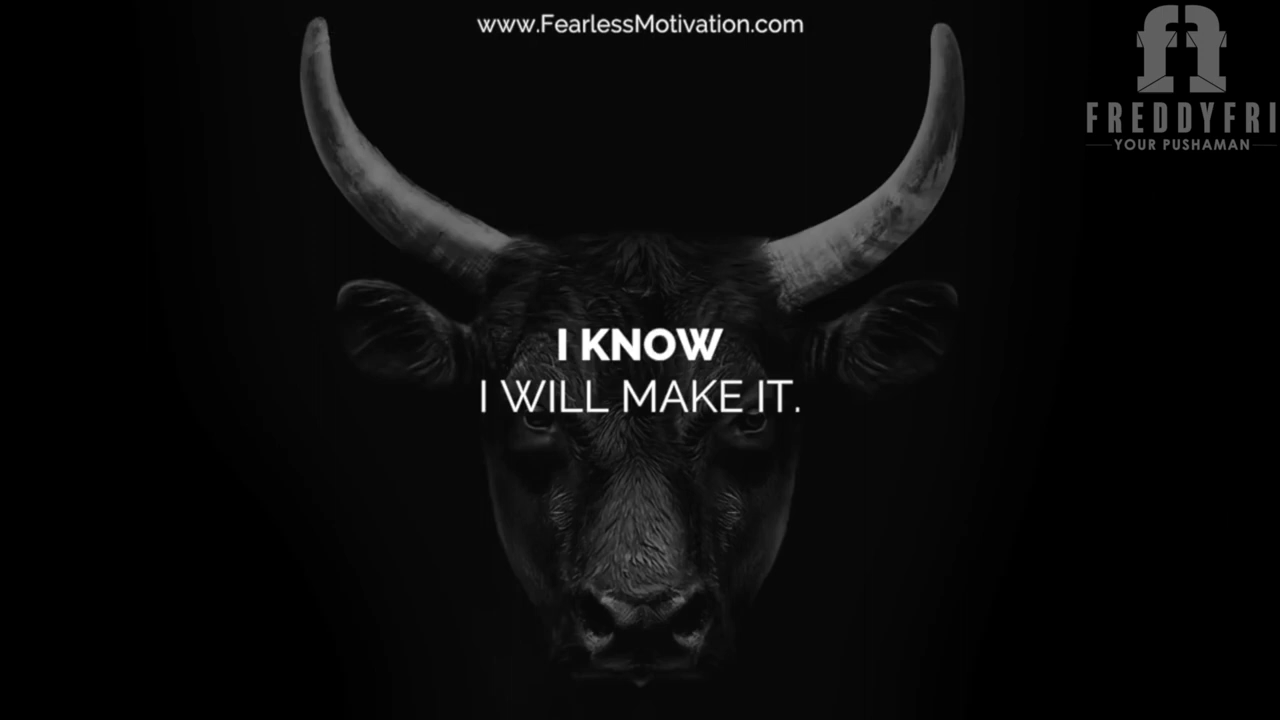 www.FearlessMotivation.com
FREDDYFRI
YOUR PUSHAMAN
I KNOW
I WILL MAKE IT.